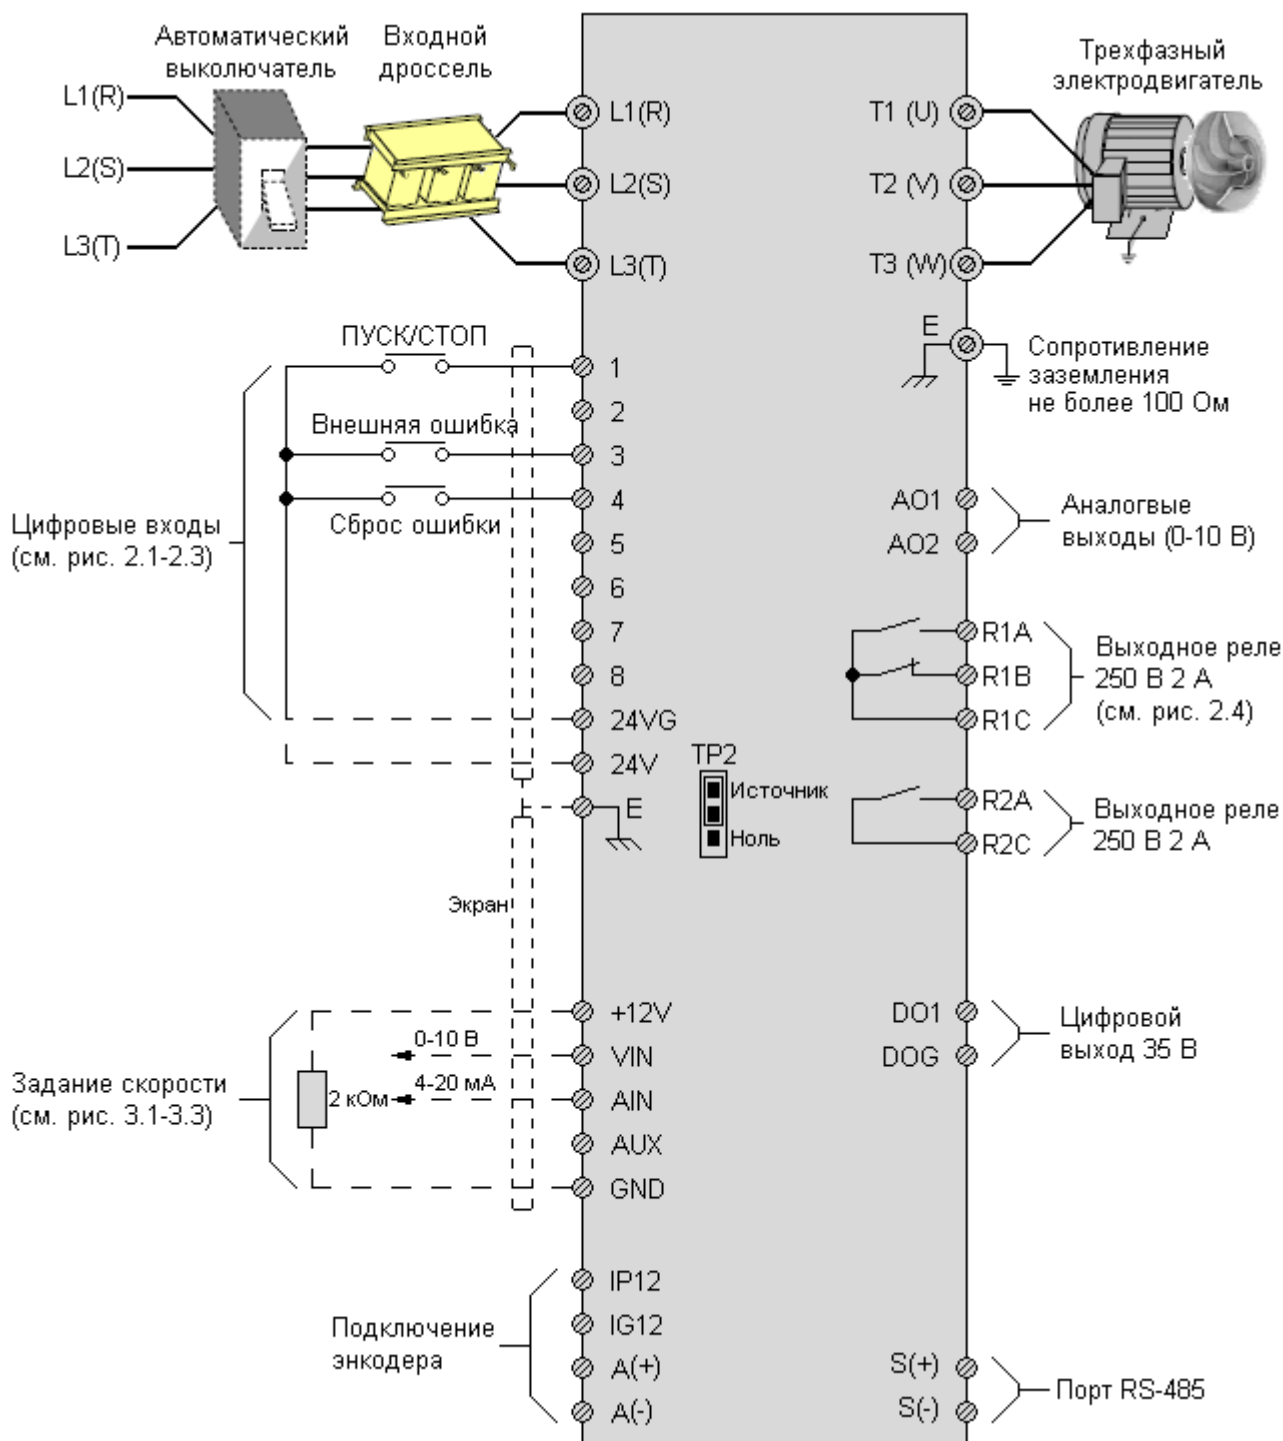 Автоматический
выколючатель
Входной
дроссель
Трехфазный
электродвигатель
L1(R)
L2(S)
L3(T)
L1(R)
L2(S)
L3(T)
T1 (U)
T2 (V)
T3 (W)
E
Сопротивление
заземления
не более 100 Ом
ПУСК/СТОП
Внешняя ошибка
Сброс ошибки
Цифровые входы
(см. рис. 2.1-2.3)
1
2
3
4
5
6
7
8
24VG
24V
E
TP2
Источник
Ноль
AO1
AO2
Аналогвые
выходы (0-10 В)
R1A
R1B
R1C
Выходное реле
250 В 2 А
(см. рис. 2.4)
R2A
R2C
Выходное реле
250 В 2 А
Экран
Задание скорости
(см. рис. 3.1-3.3)
2 кОм
0-10 В
4-20 мА
+12V
VIN
AIN
AUX
GND
DO1
DOG
Цифровой
выход 35 В
Подключение
энкодера
IP12
IG12
A(+)
A(-)
S(+)
S(-)
Порт RS-485